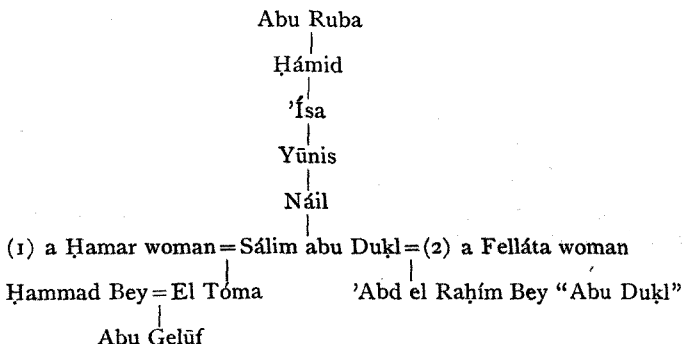 Abu Ruba
Ḥámid
’Ísa
Yūnis
Náil
(1) a Ḥamar woman=Sálim abu Duḳl=(2) a Felláta woman
Ḥammad Bey=El Tóma ’Abd el Raḥím Bey “Abu Duḳl”
Abu Gelūf